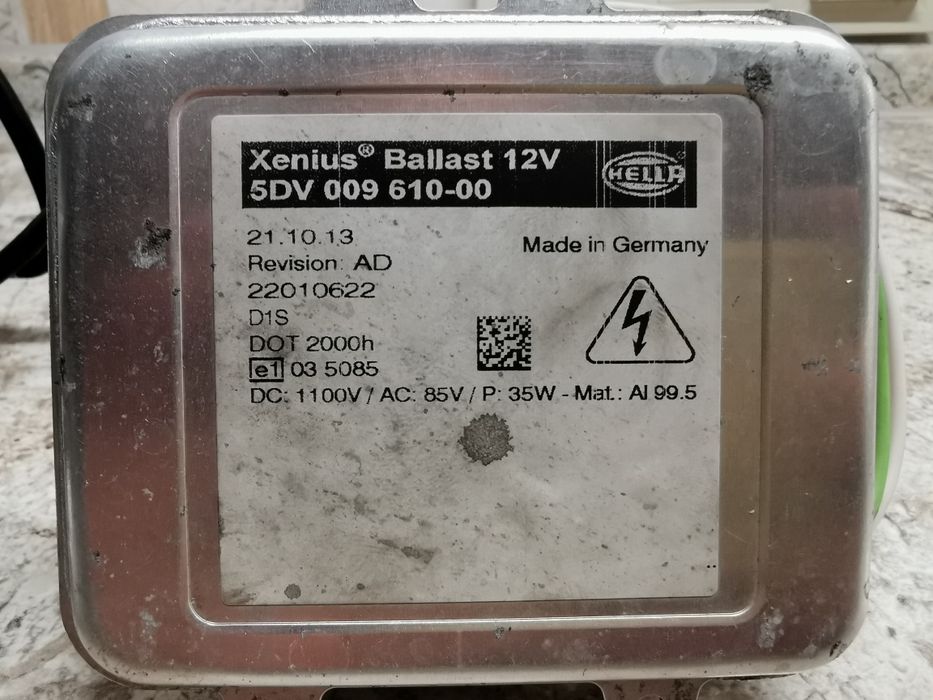 Xenius® Ballast 12V
5DV 009 610-00
HELLA
21.10.13
Made in Germany
Revision: AD
22010622
D1S
DOT 2000h
e1 03 5085
DC: 1100V / AC: 85V / P: 35W - Mat.: Al 99.5